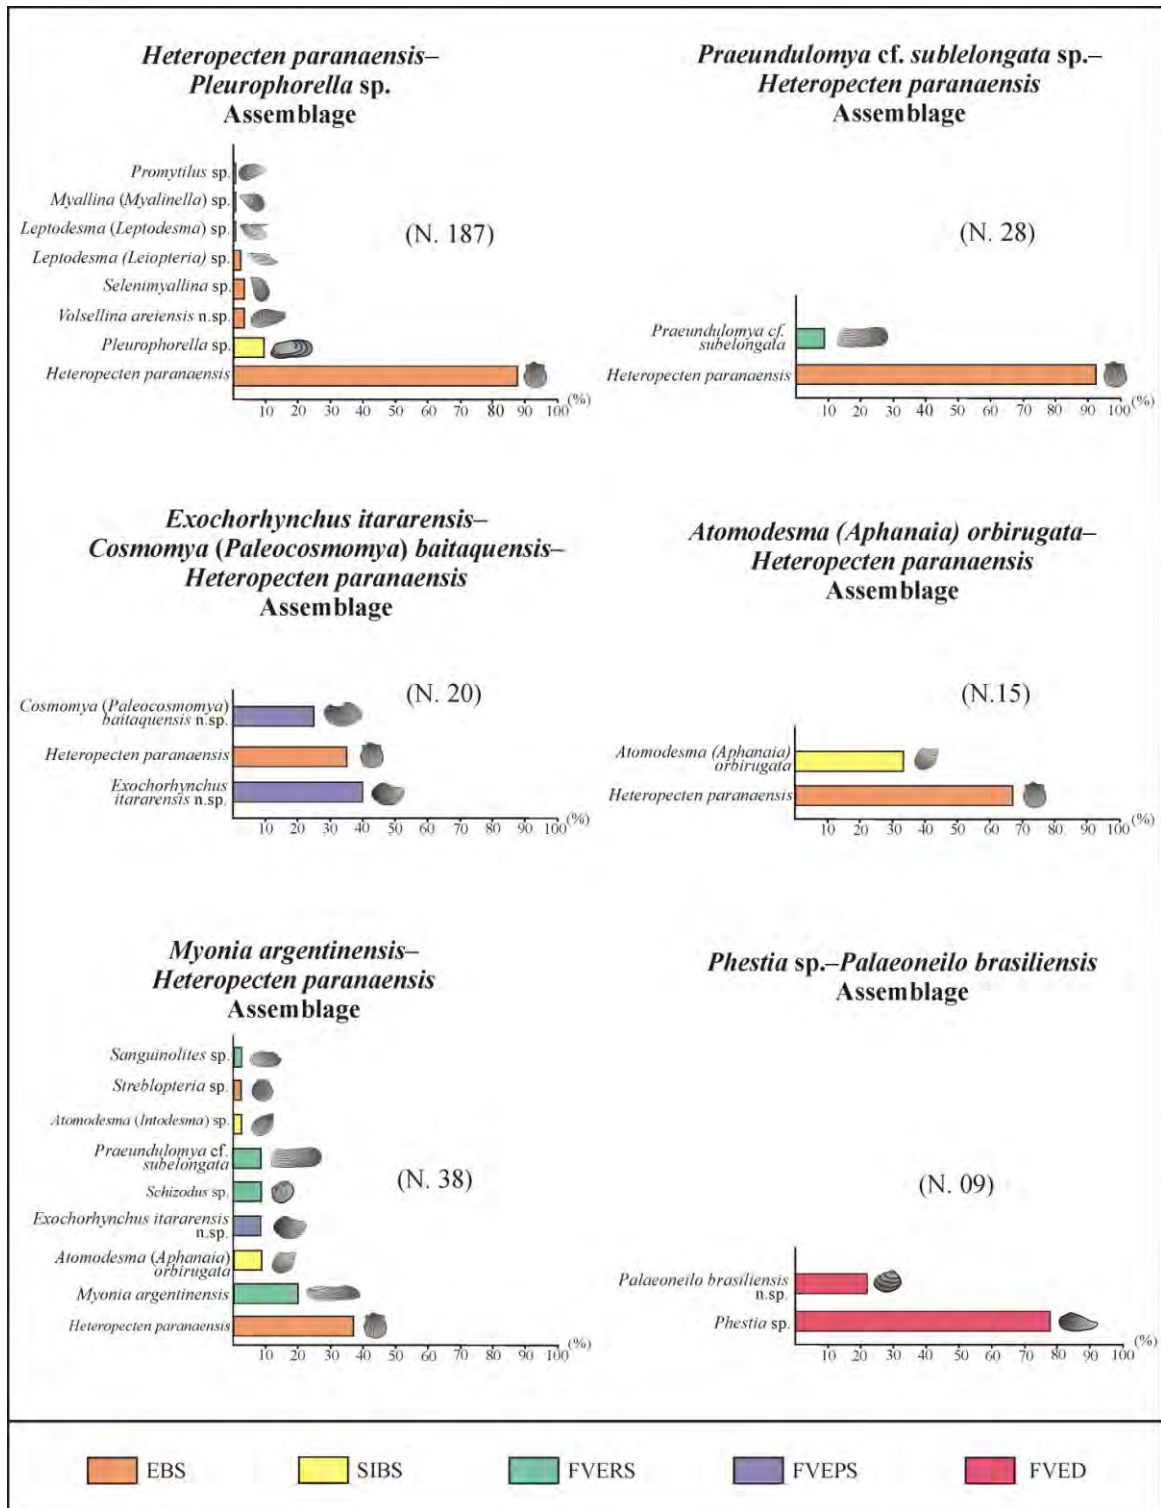 Heteropecten paranaensis–
Pleurophorella sp.
Assemblage
Promytilus sp.
Myallina (Myalinella) sp.
Leptodesma (Leptodesma) sp.
Leptodesma (Leiopteria) sp.
Selenimyallina sp.
Volsellina areiensis n.sp.
Pleurophorella sp.
Heteropecten paranaensis
(N. 187)
10 20 30 40 50 60 70 80 90 100 (%)
Praeundulomya cf. sublelongata sp.–
Heteropecten paranaensis
Assemblage
(N. 28)
Praeundulomya cf.
subelongata
Heteropecten paranaensis
10 20 30 40 50 60 70 80 90 100 (%)
Exochorhynchus itararensis–
Cosmomya (Paleocosmomya) baitaquensis–
Heteropecten paranaensis
Assemblage
(N. 20)
Cosmomya (Paleocosmomya)
baitaquensis n.sp.
Heteropecten paranaensis
Exochorhynchus
itararensis n.sp.
10 20 30 40 50 60 70 80 90 100 (%)
Atomodesma (Aphanaia) orbirugata–
Heteropecten paranaensis
Assemblage
(N.15)
Atomodesma (Aphanaia)
orbirugata
Heteropecten paranaensis
10 20 30 40 50 60 70 80 90 100 (%)
Myonia argentinensis–
Heteropecten paranaensis
Assemblage
Sanguinolites sp.
Streblopteria sp.
Atomodesma (Intodesma) sp.
Praeundulomya cf.
subelongata
Schizodus sp.
Exochorhynchus itararensis
n.sp.
Atomodesma (Aphanaia)
orbirugata
Myonia argentinensis
Heteropecten paranaensis
(N. 38)
10 20 30 40 50 60 70 80 90 100 (%)
Phestia sp.–Palaeoneilo brasiliensis
Assemblage
(N. 09)
Palaeoneilo brasiliensis
n.sp.
Phestia sp.
10 20 30 40 50 60 70 80 90 100 (%)
EBS SIBS FVERS FVEPS FVED